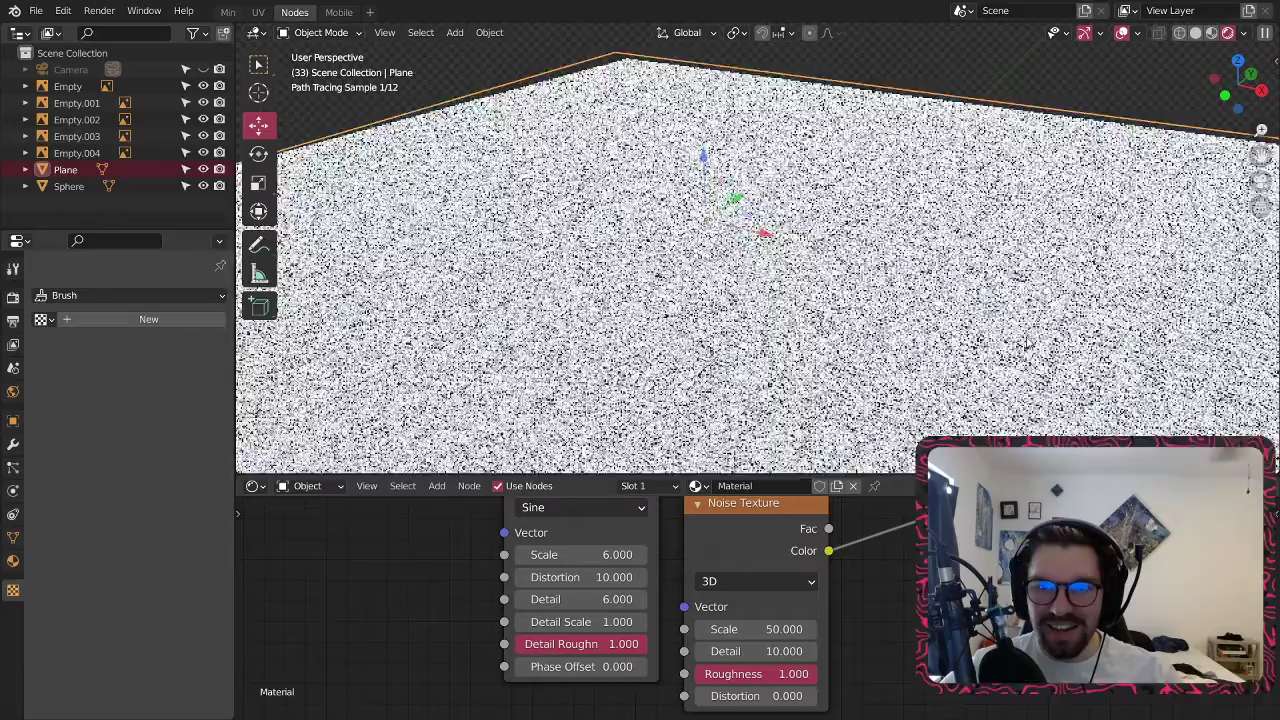 File Edit Render Window Help Min UV Nodes Mobile + Scene View Layer
Object Mode View Select Add Object Global
Scene Collection
Camera
Empty
Empty.001
Empty.002
Empty.003
Empty.004
Plane
Sphere
User Perspective
(33) Scene Collection | Plane
Path Tracing Sample 1/12
Z
Y
X
Brush
+ New
Object View Select Add Node Use Nodes Slot 1 Material
Sine
Vector
Scale 6.000
Distortion 10.000
Detail 6.000
Detail Scale 1.000
Detail Roughn 1.000
Phase Offset 0.000
Noise Texture
Fac
Color
3D
Vector
Scale 50.000
Detail 10.000
Roughness 1.000
Distortion 0.000
Material